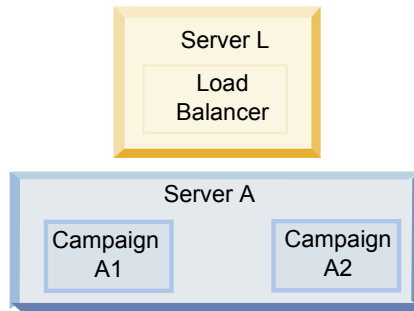 Server L
Load
Balancer
Server A
Campaign
A1
Campaign
A2